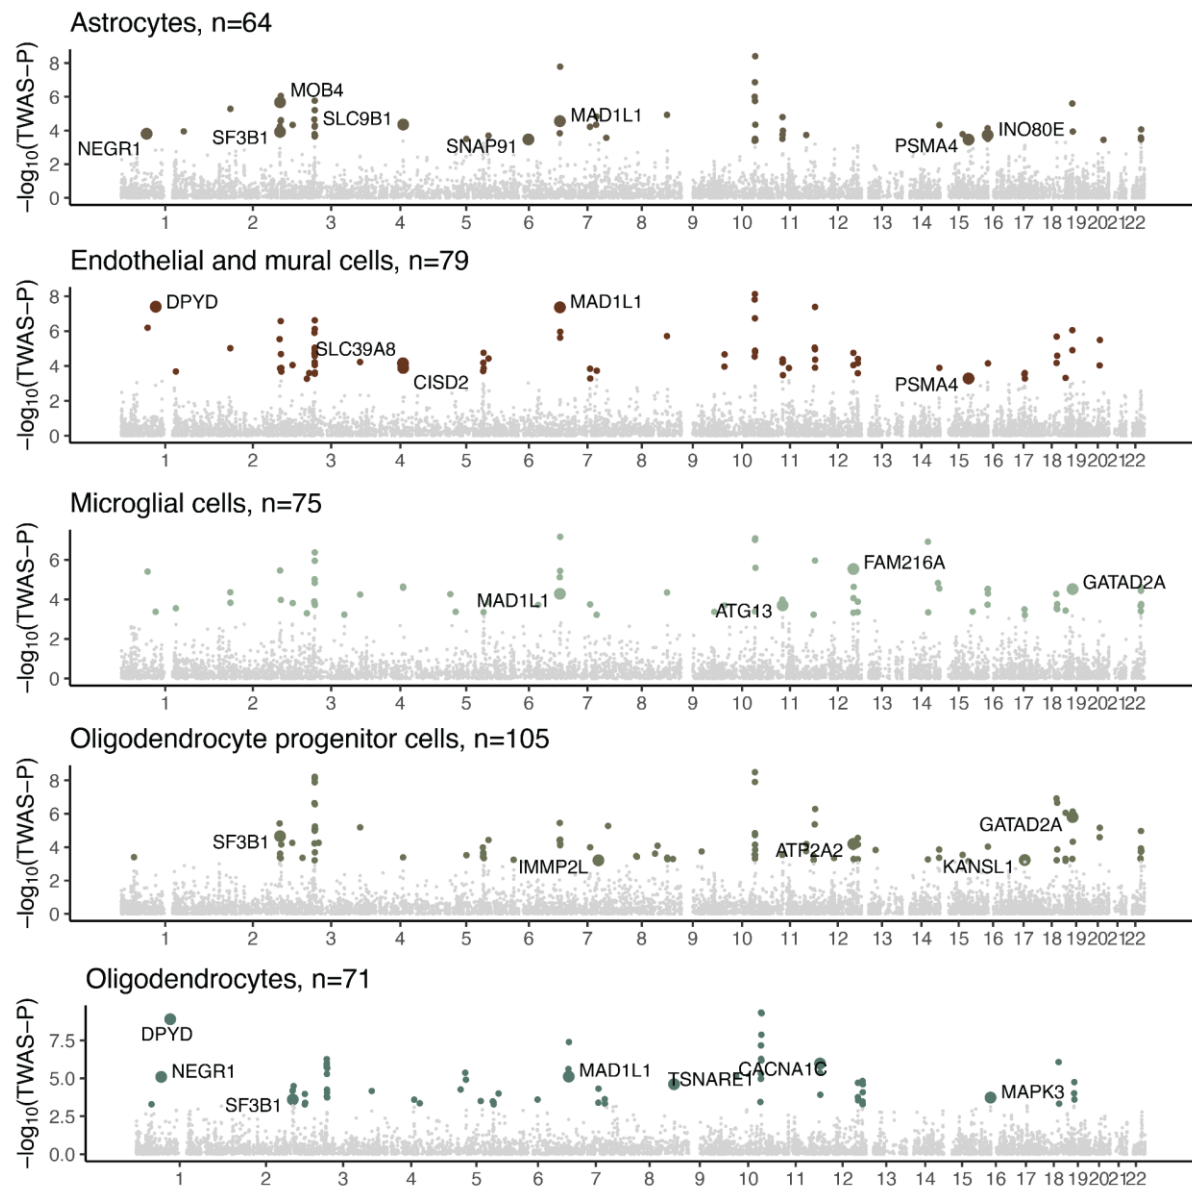 Astrocytes, n=64
−log10(TWAS−P)
8
6
4
2
0
MOB4
SLC9B1
MAD1L1
NEGR1
SF3B1
SNAP91
PSMA4
INO80E
1 2 3 4 5 6 7 8 9 10 11 12 13 14 15 16 17 18 19 20 21 22
Endothelial and mural cells, n=79
−log10(TWAS−P)
8
6
4
2
0
DPYD
MAD1L1
SLC39A8
CISD2
PSMA4
1 2 3 4 5 6 7 8 9 10 11 12 13 14 15 16 17 18 19 20 21 22
Microglial cells, n=75
−log10(TWAS−P)
6
4
2
0
FAM216A
GATAD2A
MAD1L1
ATG13
1 2 3 4 5 6 7 8 9 10 11 12 13 14 15 16 17 18 19 20 21 22
Oligodendrocyte progenitor cells, n=105
−log10(TWAS−P)
8
6
4
2
0
SF3B1
GATAD2A
ATP2A2
IMMP2L
KANSL1
1 2 3 4 5 6 7 8 9 10 11 12 13 14 15 16 17 18 19 20 21 22
Oligodendrocytes, n=71
−log10(TWAS−P)
7.5
5.0
2.5
0.0
DPYD
NEGR1
SF3B1
MAD1L1
TSNARE1
CACNA1C
MAPK3
1 2 3 4 5 6 7 8 9 10 11 12 13 14 15 16 17 18 19 20 21 22